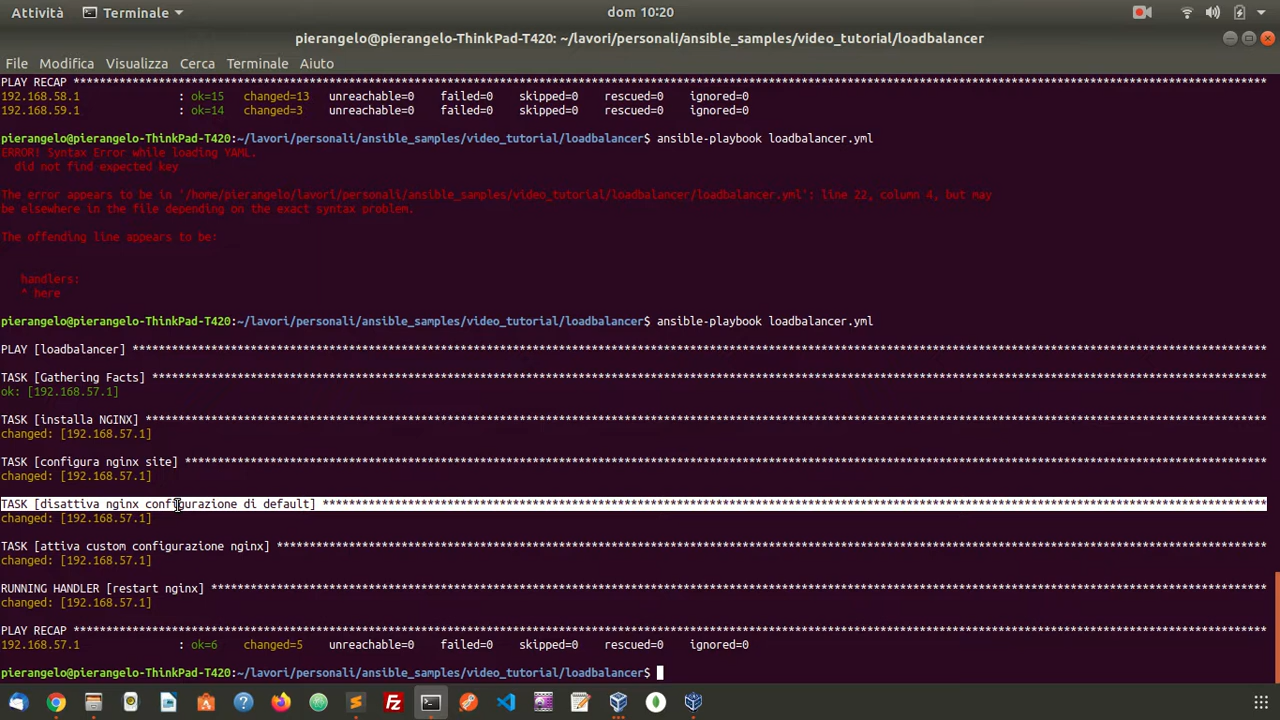 Attività Terminale dom 10:20
pierangelo@pierangelo-ThinkPad-T420: ~/lavori/personali/ansible_samples/video_tutorial/loadbalancer
File Modifica Visualizza Cerca Terminale Aiuto
PLAY RECAP *********************************************************************
192.168.58.1 : ok=15 changed=13 unreachable=0 failed=0 skipped=0 rescued=0 ignored=0
192.168.59.1 : ok=14 changed=3 unreachable=0 failed=0 skipped=0 rescued=0 ignored=0
pierangelo@pierangelo-ThinkPad-T420:~/lavori/personali/ansible_samples/video_tutorial/loadbalancer$ ansible-playbook loadbalancer.yml
ERROR! Syntax Error while loading YAML.
did not find expected key
The error appears to be in '/home/pierangelo/lavori/personali/ansible_samples/video_tutorial/loadbalancer/loadbalancer.yml': line 22, column 4, but may
be elsewhere in the file depending on the exact syntax problem.
The offending line appears to be:
handlers:
^ here
pierangelo@pierangelo-ThinkPad-T420:~/lavori/personali/ansible_samples/video_tutorial/loadbalancer$ ansible-playbook loadbalancer.yml
PLAY [loadbalancer] *********************************************************************
TASK [Gathering Facts] *********************************************************************
ok: [192.168.57.1]
TASK [installa NGINX] *********************************************************************
changed: [192.168.57.1]
TASK [configura nginx site] *********************************************************************
changed: [192.168.57.1]
TASK [disattiva nginx configurazione di default] *********************************************************************
changed: [192.168.57.1]
TASK [attiva custom configurazione nginx] *********************************************************************
changed: [192.168.57.1]
RUNNING HANDLER [restart nginx] *********************************************************************
changed: [192.168.57.1]
PLAY RECAP *********************************************************************
192.168.57.1 : ok=6 changed=5 unreachable=0 failed=0 skipped=0 rescued=0 ignored=0
pierangelo@pierangelo-ThinkPad-T420:~/lavori/personali/ansible_samples/video_tutorial/loadbalancer$